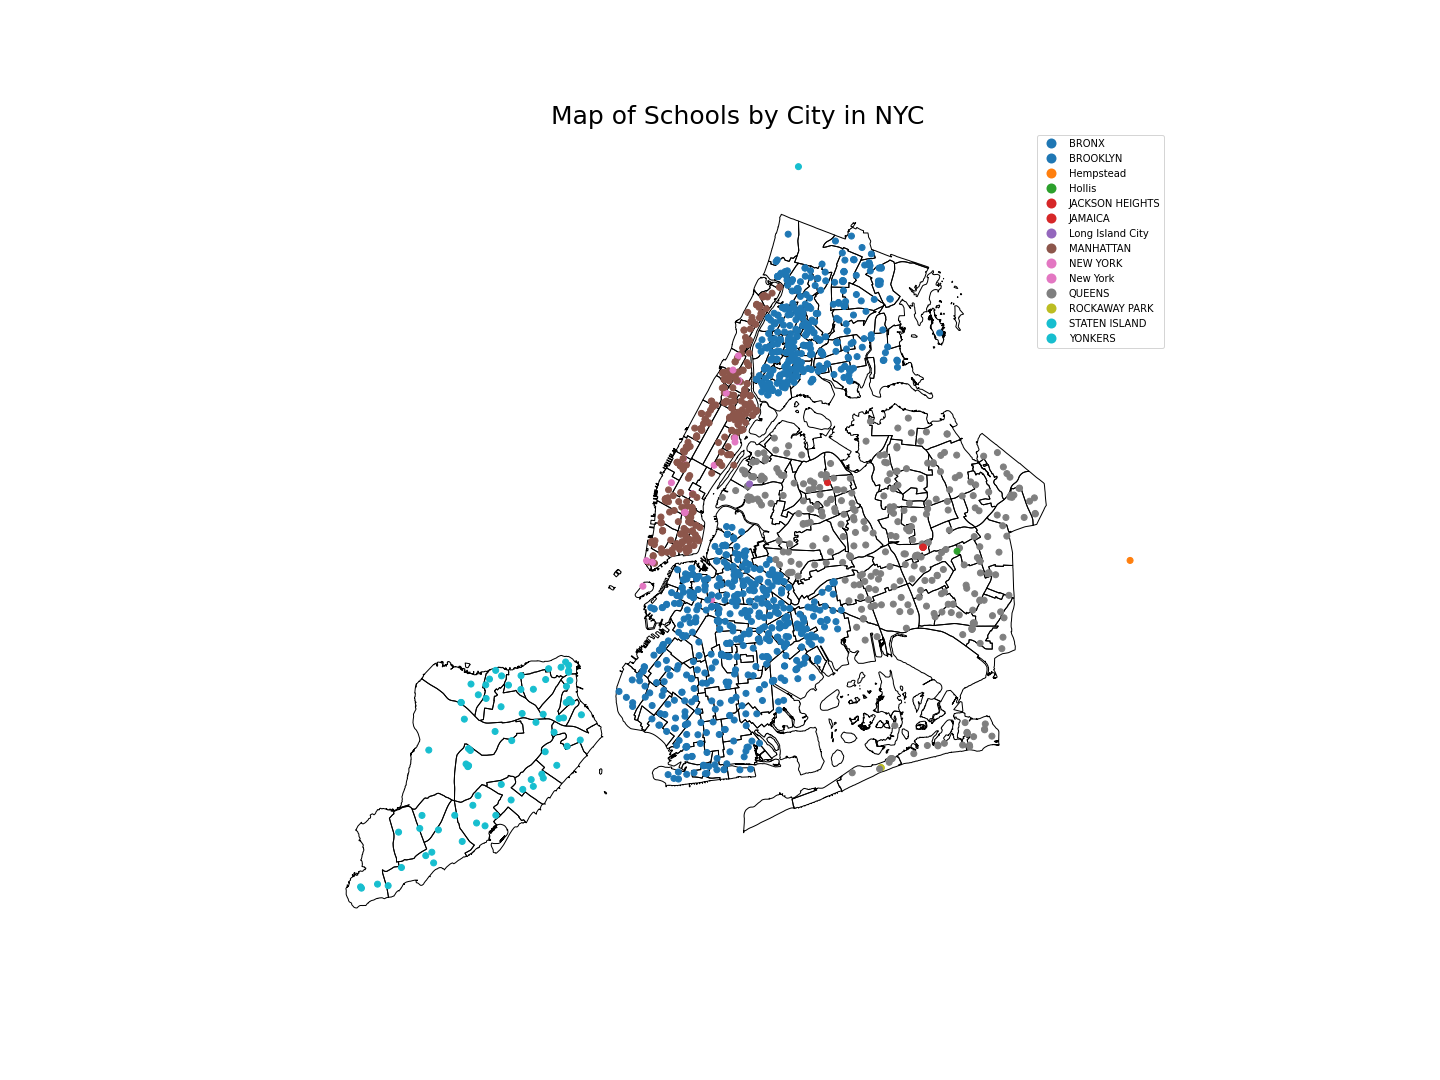 Map of Schools by City in NYC
BRONX
BROOKLYN
Hempstead
Hollis
JACKSON HEIGHTS
JAMAICA
Long Island City
MANHATTAN
NEW YORK
New York
QUEENS
ROCKAWAY PARK
STATEN ISLAND
YONKERS